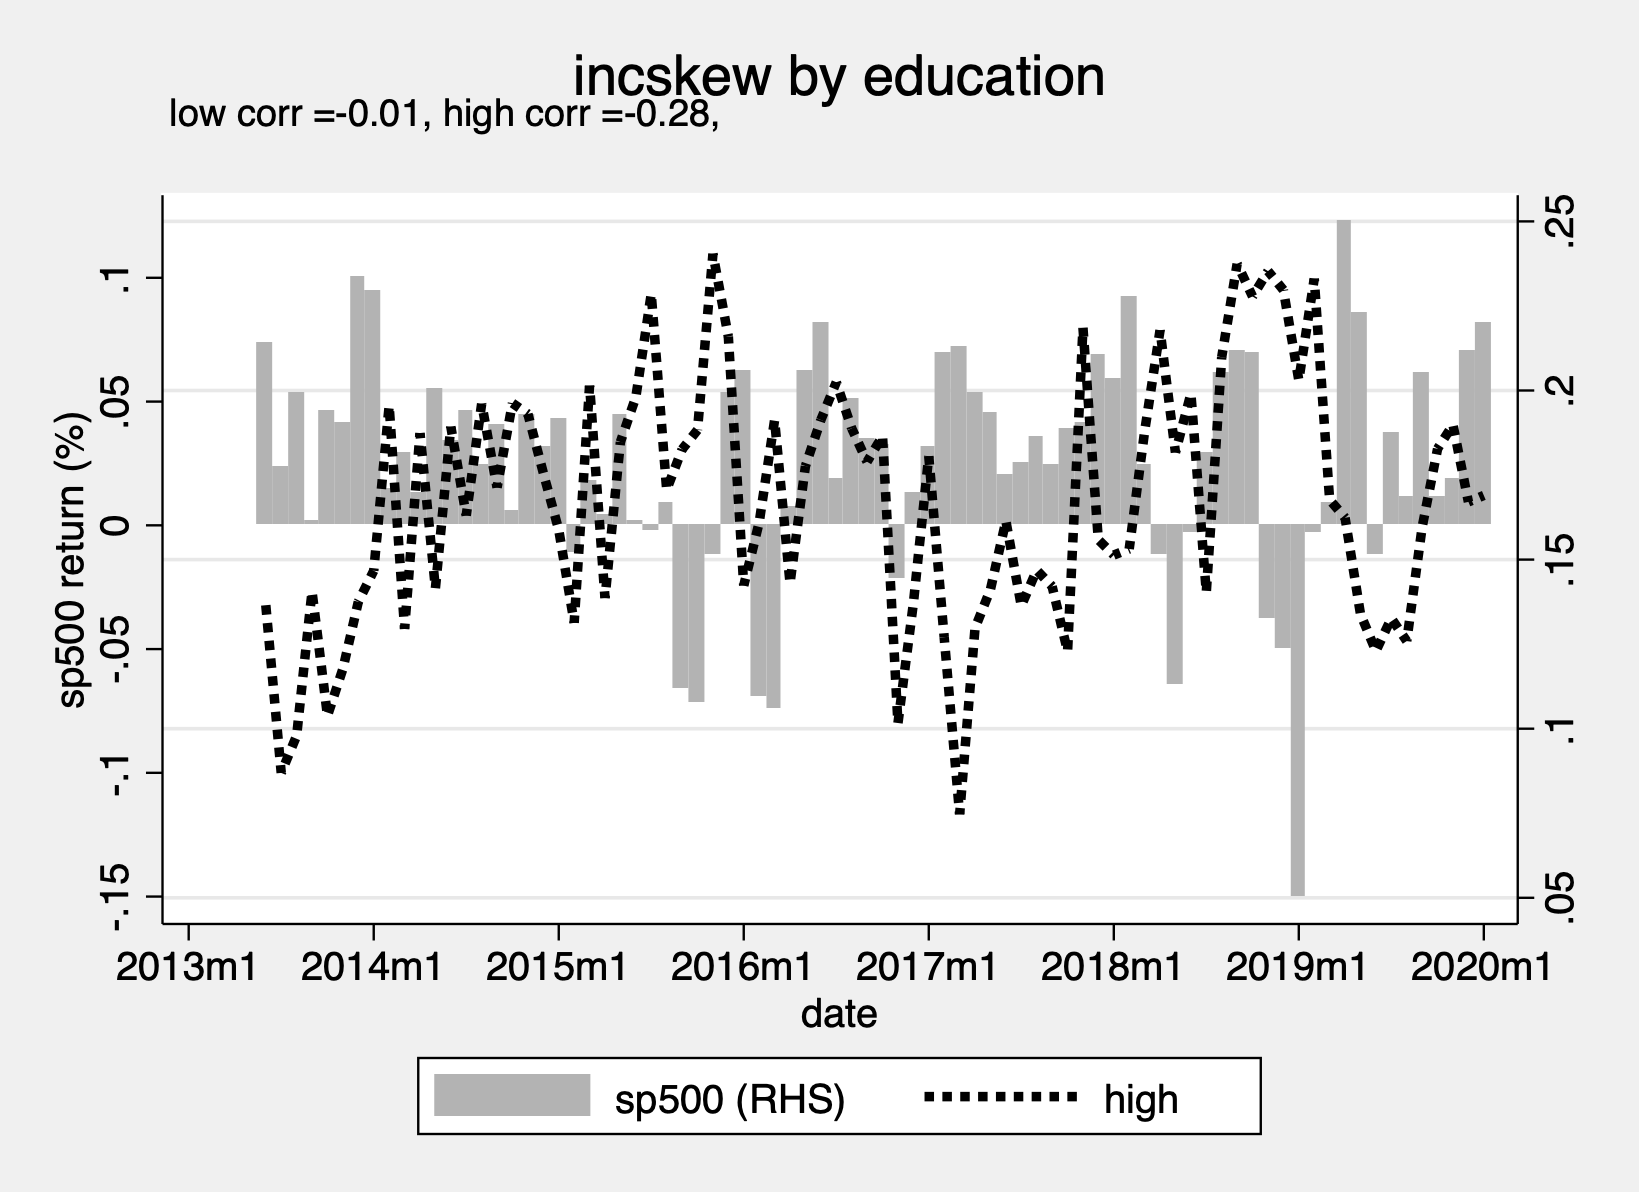 incskew by education
low corr =-0.01, high corr =-0.28,
sp500 return (%)
.1
.05
0
-.05
-.1
-.15
.25
.22
.15
.1
.05
2013m1 2014m1 2015m1 2016m1 2017m1 2018m1 2019m1 2020m1
date
sp500 (RHS) high